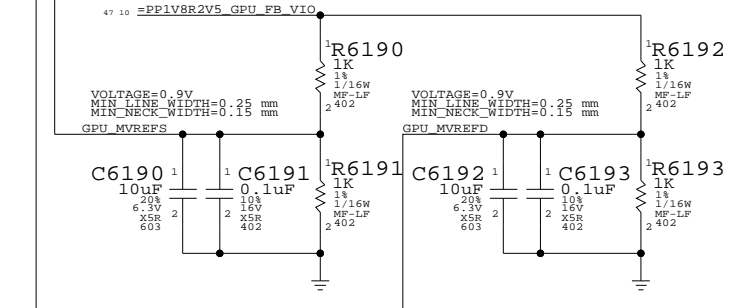 47 10 =PP1V8R2V5_GPU_FB_VIO
1 R6190
1K
1%
1/16W
MF-LF
2 402
1 R6192
1K
1%
1/16W
MF-LF
2 402
VOLTAGE=0.9V
MIN_LINE_WIDTH=0.25 mm
MIN_NECK_WIDTH=0.15 mm
GPU_MVREFS
VOLTAGE=0.9V
MIN_LINE_WIDTH=0.25 mm
MIN_NECK_WIDTH=0.15 mm
GPU_MVREFD
C6190 1
10uF
20%
6.3V
X5R 2
603
1 C6191
0.1uF
10%
16V
2 X5R
402
1 R6191
1K
1%
1/16W
MF-LF
2 402
C6192 1
10uF
20%
6.3V
X5R 2
603
1 C6193
0.1uF
10%
16V
2 X5R
402
1 R6193
1K
1%
1/16W
MF-LF
2 402